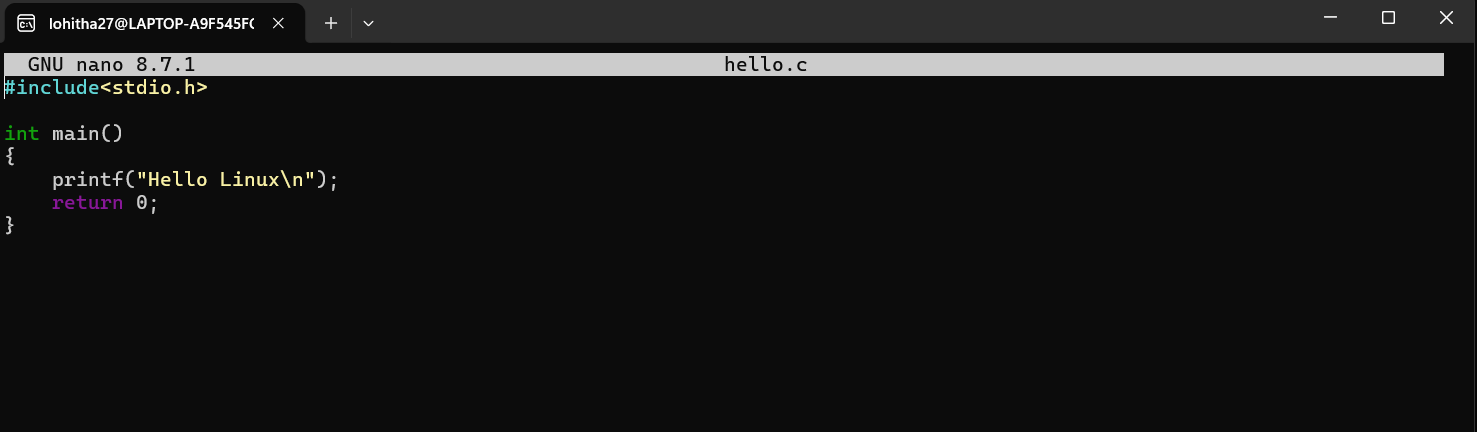 lohitha27@LAPTOP-A9F545F
GNU nano 8.7.1 hello.c
#include<stdio.h>
int main()
{
    printf("Hello Linux\n");
    return 0;
}